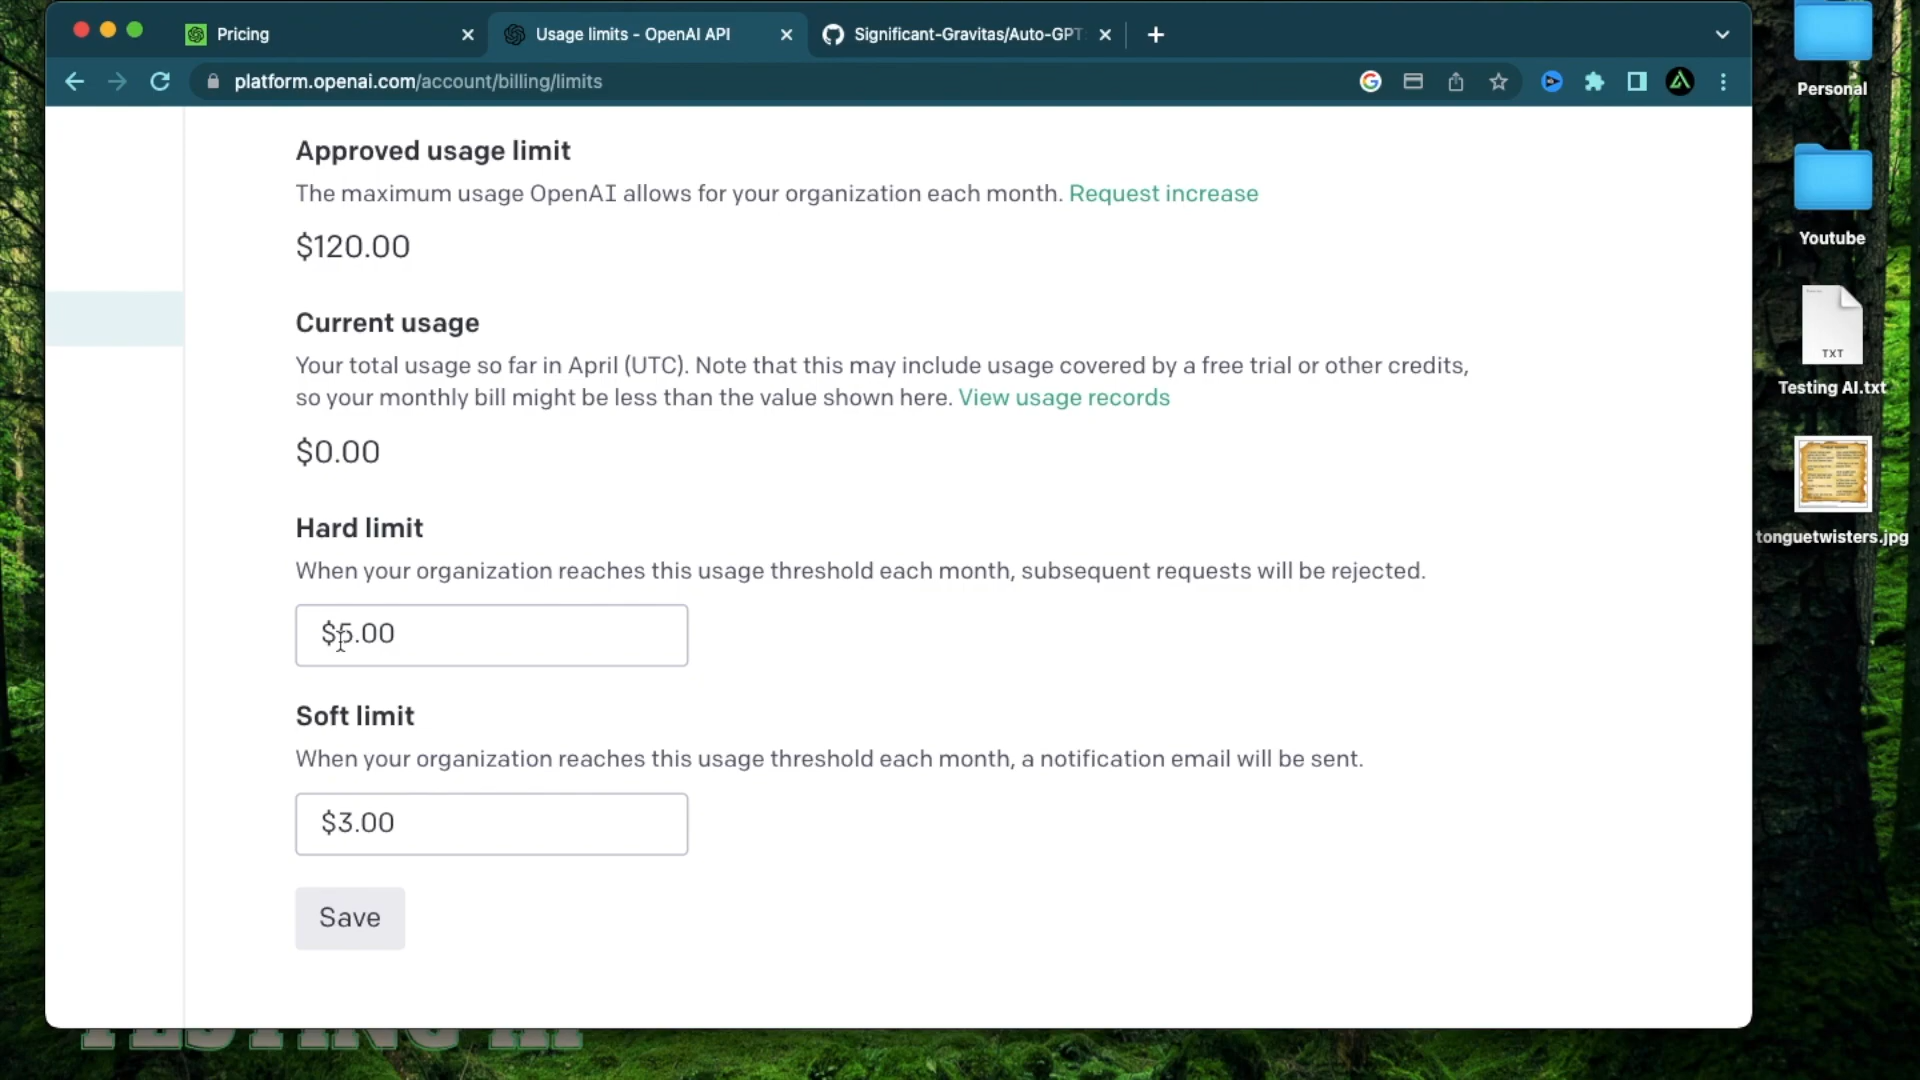 Pricing
Usage limits - OpenAI API
Significant-Gravitas/Auto-GPT
platform.openai.com/account/billing/limits
Approved usage limit
The maximum usage OpenAI allows for your organization each month. Request increase
$120.00
Current usage
Your total usage so far in April (UTC). Note that this may include usage covered by a free trial or other credits,
so your monthly bill might be less than the value shown here. View usage records
$0.00
Hard limit
When your organization reaches this usage threshold each month, subsequent requests will be rejected.
$5.00
Soft limit
When your organization reaches this usage threshold each month, a notification email will be sent.
$3.00
Save
Personal
Youtube
TXT
Testing AI.txt
tonguetwisters.jpg
TESTING AI